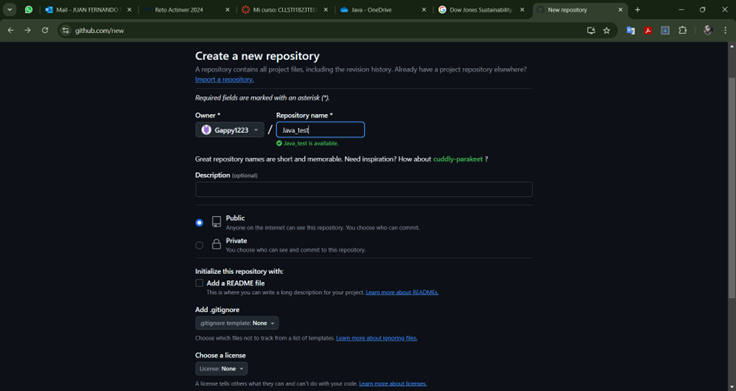 Mail - JUAN FERNANDO
Reto Actinver 2024
Mi curso: CLLSTI1823TEC
Java - OneDrive
Dow Jones Sustainability
New repository
github.com/new
Create a new repository
A repository contains all project files, including the revision history. Already have a project repository elsewhere?
Import a repository.
Required fields are marked with an asterisk (*).
Owner *
Repository name *
Gappy1223
/
Java_test
Java_test is available.
Great repository names are short and memorable. Need inspiration? How about cuddly-parakeet ?
Description (optional)
Public
Anyone on the internet can see this repository. You choose who can commit.
Private
You choose who can see and commit to this repository.
Initialize this repository with:
Add a README file
This is where you can write a long description for your project. Learn more about READMEs.
Add .gitignore
.gitignore template: None
Choose which files not to track from a list of templates. Learn more about ignoring files.
Choose a license
License: None
A license tells others what they can and can't do with your code. Learn more about licenses.